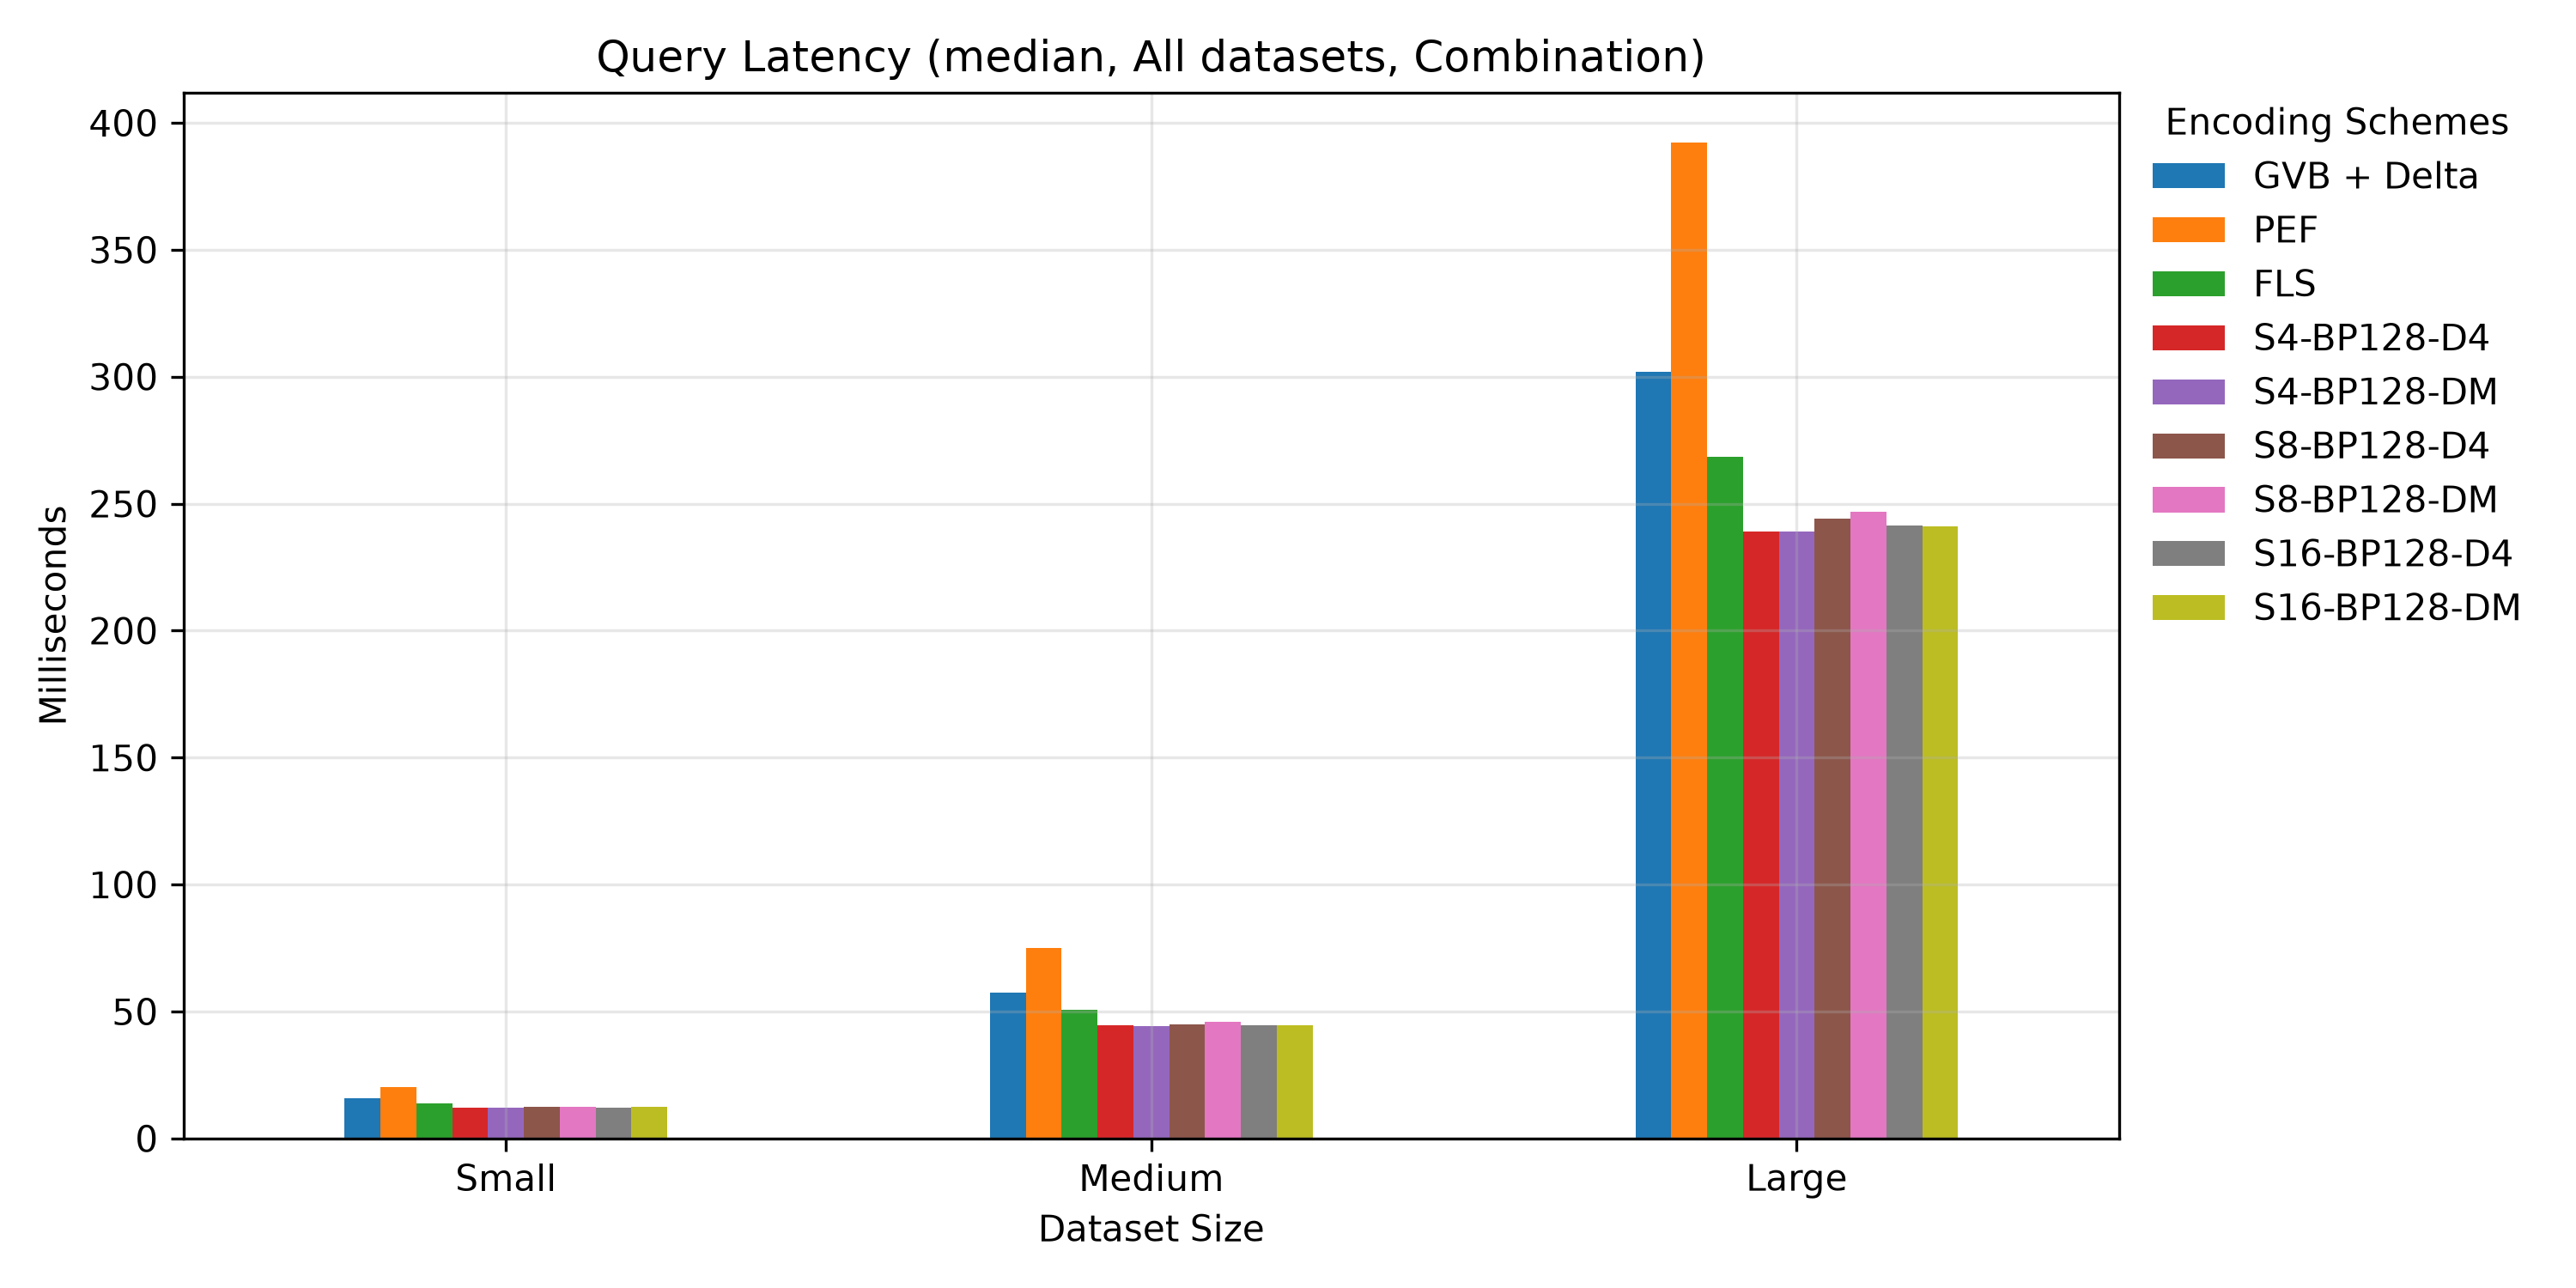 Query Latency (median, All datasets, Combination)
400
350
300
250
200
150
100
50
0
Milliseconds
Small
Medium
Large
Dataset Size
Encoding Schemes
GVB + Delta
PEF
FLS
S4-BP128-D4
S4-BP128-DM
S8-BP128-D4
S8-BP128-DM
S16-BP128-D4
S16-BP128-DM